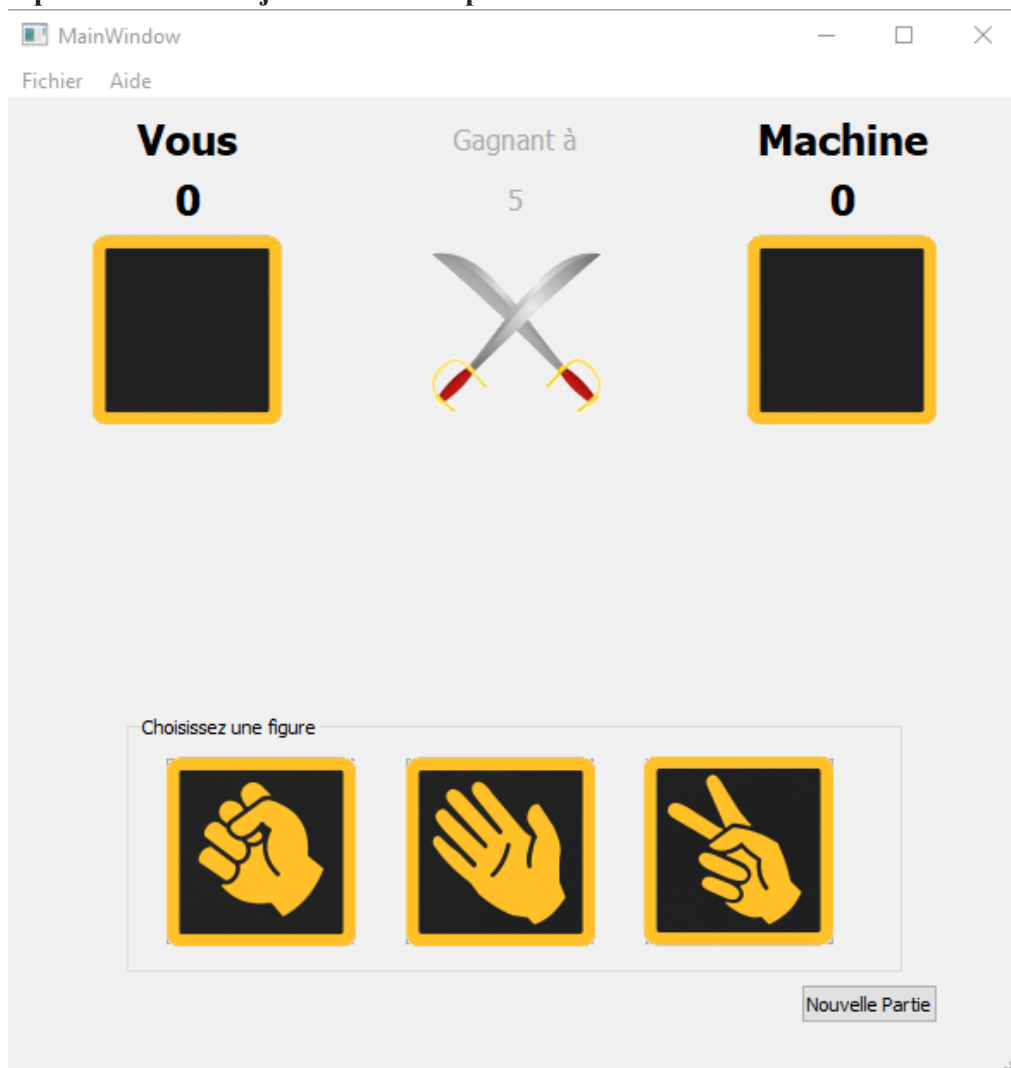 MainWindow
Fichier Aide
Vous Gagnant à Machine
0 5 0
Choisissez une figure
Nouvelle Partie